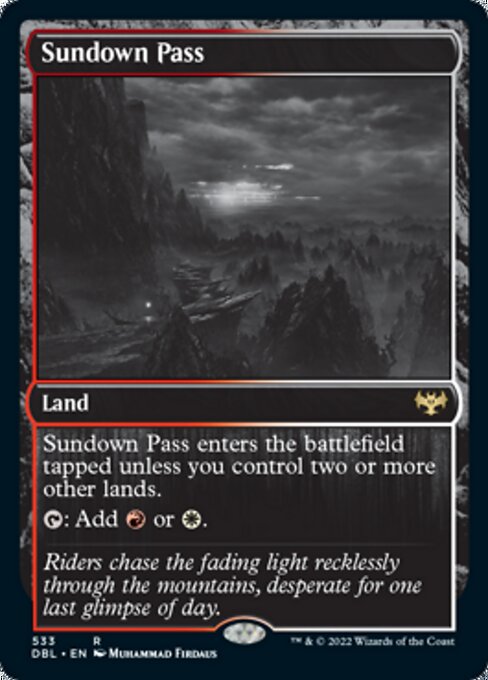 Sundown Pass
Land
Sundown Pass enters the battlefield
tapped unless you control two or more
other lands.
: Add or .
Riders chase the fading light recklessly
through the mountains, desperate for one
last glimpse of day.
533 R
DBL • EN Muhammad Firdaus
™ & © 2022 Wizards of the Coast